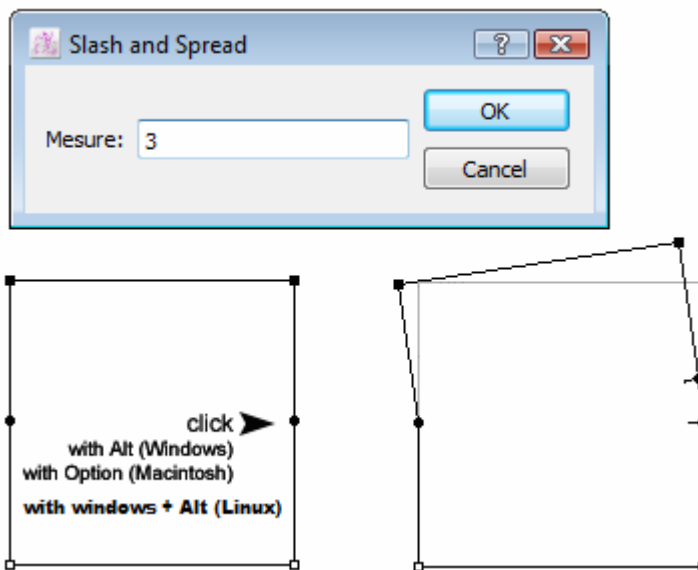 Slash and Spread
Mesure: 3
OK
Cancel
click
with Alt (Windows)
with Option (Macintosh)
with windows + Alt (Linux)